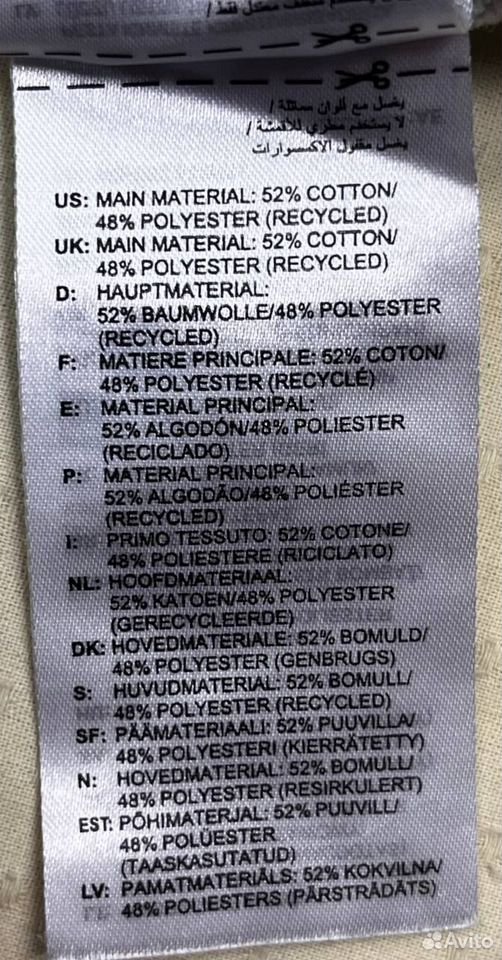 يغسل مع ألوان مماثلة /
لا يستخدم مطري للأقمشة /
يغسل مقلول الاكسسوارات
US: MAIN MATERIAL: 52% COTTON/
48% POLYESTER (RECYCLED)
UK: MAIN MATERIAL: 52% COTTON/
48% POLYESTER (RECYCLED)
D: HAUPTMATERIAL:
52% BAUMWOLLE/48% POLYESTER
(RECYCLED)
F: MATIERE PRINCIPALE: 52% COTON/
48% POLYESTER (RECYCLÉ)
E: MATERIAL PRINCIPAL:
52% ALGODÓN/48% POLIESTER
(RECICLADO)
P: MATERIAL PRINCIPAL:
52% ALGODÃO/48% POLIÉSTER
(RECYCLED)
I: PRIMO TESSUTO: 52% COTONE/
48% POLIESTERE (RICICLATO)
NL: HOOFDMATERIAAL:
52% KATOEN/48% POLYESTER
(GERECYCLEERDE)
DK: HOVEDMATERIALE: 52% BOMULD/
48% POLYESTER (GENBRUGS)
S: HUVUDMATERIAL: 52% BOMULL/
48% POLYESTER (RECYCLED)
SF: PÄÄMATERIAALI: 52% PUUVILLA/
48% POLYESTERI (KIERRÄTETTY)
N: HOVEDMATERIAL: 52% BOMULL/
48% POLYESTER (RESIRKULERT)
EST: PÕHIMATERJAL: 52% PUUVILL/
48% POLÜESTER
(TAASKASUTATUD)
LV: PAMATMATERIĀLS: 52% KOKVILNA/
48% POLIESTERS (PĀRSTRĀDĀTS)
Avito